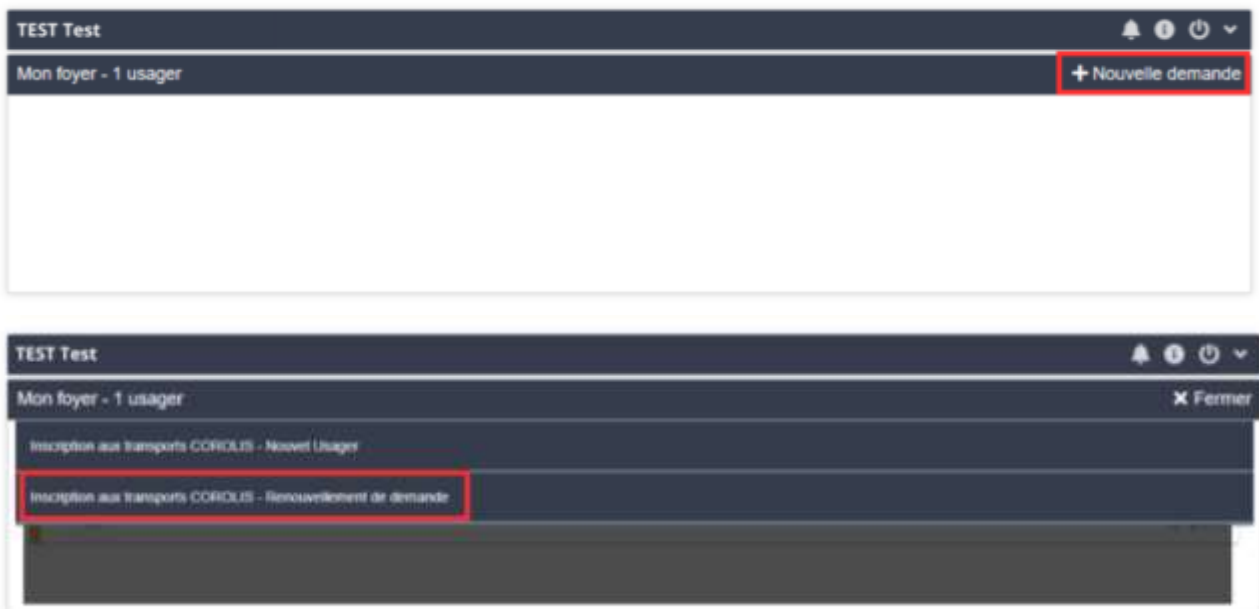 TEST Test
Mon foyer - 1 usager
+ Nouvelle demande
TEST Test
Mon foyer - 1 usager
× Fermer
Inscription aux transports COROLIS - Nouvel Usager
Inscription aux transports COROLIS - Renouvellement de demande